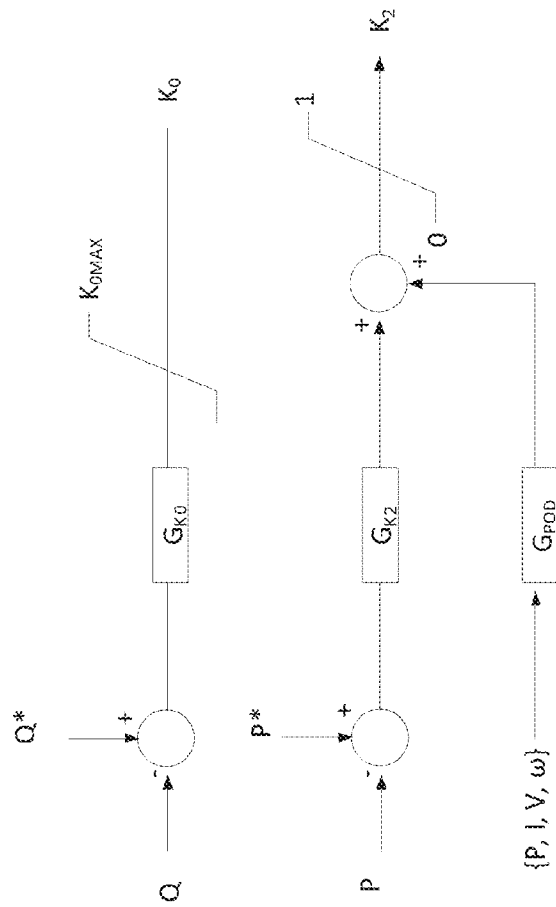 Q*
Q
+
-
G_K0
K_0MAX
K_0
P*
P
+
-
G_K2
+
+
1
0
K_2
{P, I, V, ω}
G_POD